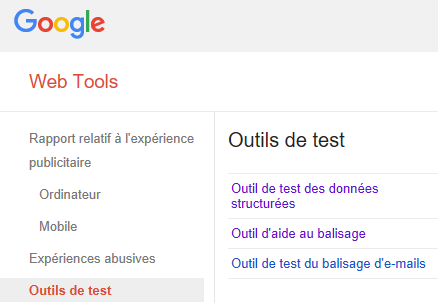 Google
Web Tools
Rapport relatif à l'expérience
publicitaire
Ordinateur
Mobile
Expériences abusives
Outils de test
Outils de test
Outil de test des données
structurées
Outil d'aide au balisage
Outil de test du balisage d'e-mails